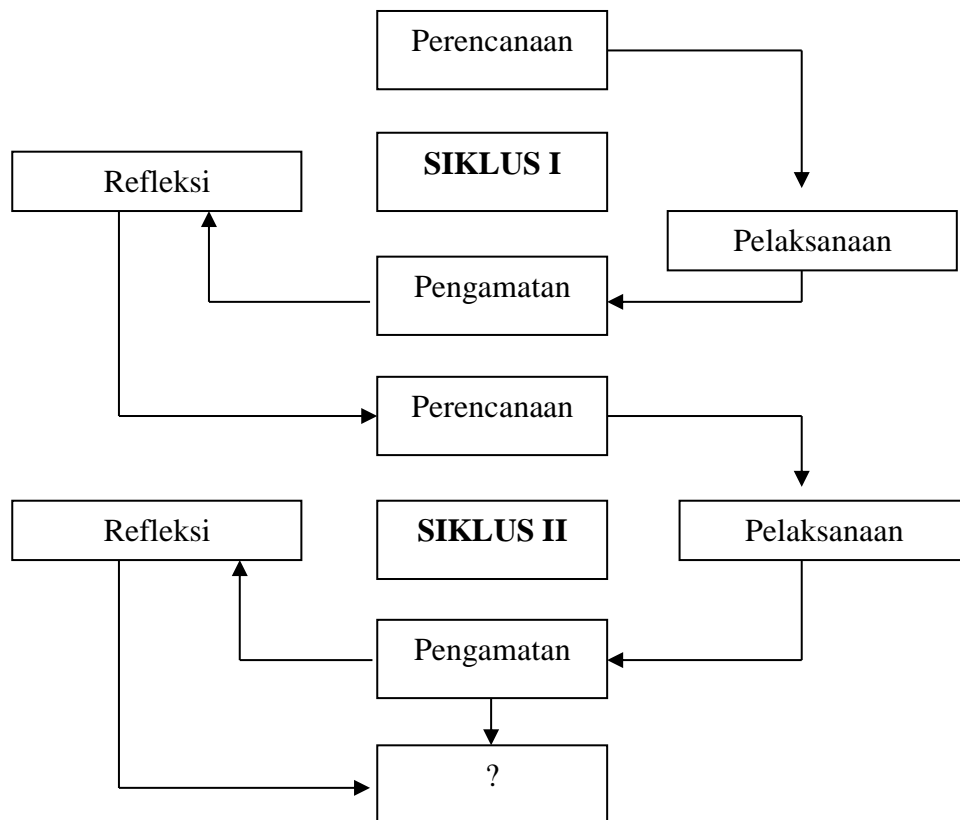 Perencanaan
SIKLUS I
Refleksi
Pelaksanaan
Pengamatan
Perencanaan
Refleksi
SIKLUS II
Pelaksanaan
Pengamatan
?